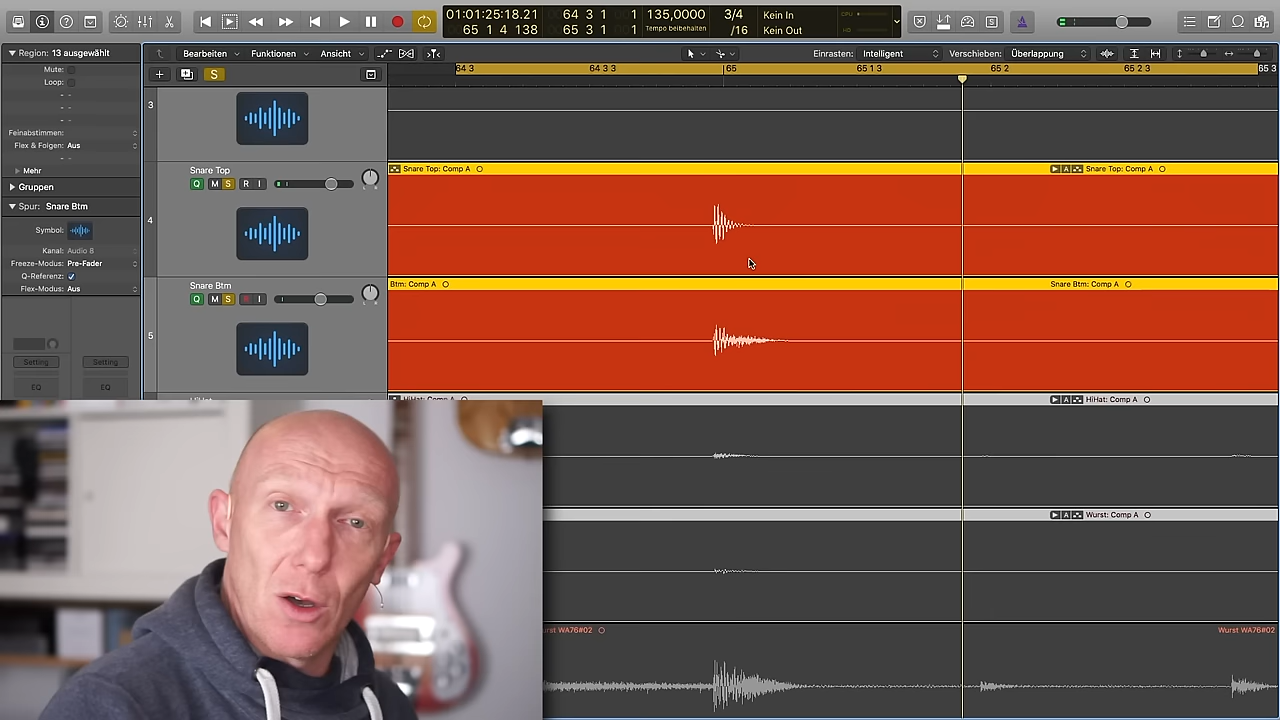 01:01:25:18.21
64 3 1 1
135,0000
3/4
Kein In
CPU
65 1 4 138
Tempo beibehalten
/16
Kein Out
HD
Region: 13 ausgewählt
Bearbeiten
Funktionen
Ansicht
Einrasten: Intelligent
Verschieben: Überlappung
Mute:
Loop:
S
64 3
64 3 3
65
65 1 3
65 2
65 2 3
65 3
3
Feinabstimmen:
Flex & Folgen: Aus
Mehr
Gruppen
Spur: Snare Btm
Symbol:
Kanal: Audio 8
Freeze-Modus: Pre-Fader
Q-Referenz:
Flex-Modus: Aus
Setting Setting
EQ EQ
Snare Top
Q M S R I
4
Snare Top: Comp A
Snare Top: Comp A
Snare Btm
Q M S R I
5
Btm: Comp A
Snare Btm: Comp A
HiHat: Comp A
HiHat: Comp A
Wurst: Comp A
Wurst WA76#02